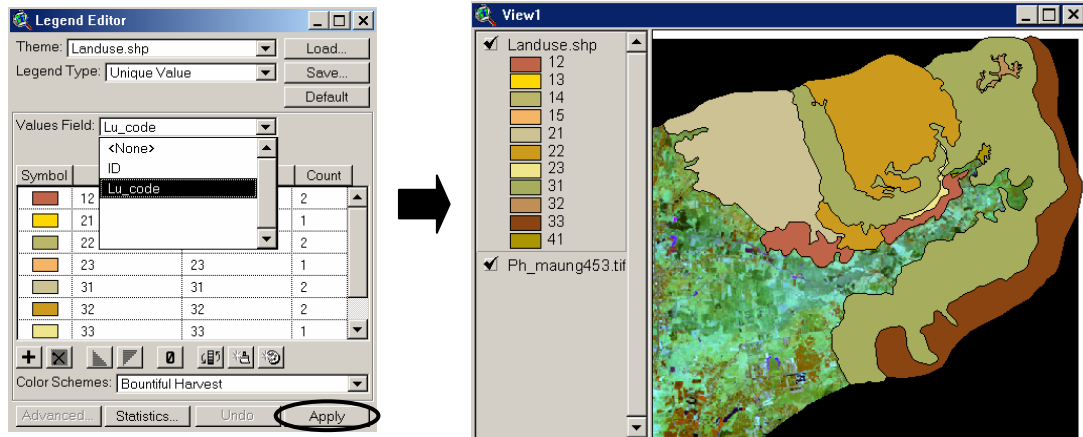 Legend Editor
Theme: Landuse.shp
Load...
Legend Type: Unique Value
Save...
Default
Values Field: Lu_code
<None>
ID
Lu_code
Symbol
Count
12
2
21
1
22
2
23 23 1
31 31 2
32 32 2
33 33 1
Color Schemes: Bountiful Harvest
Advanced... Statistics... Undo Apply
View1
Landuse.shp
12
13
14
15
21
22
23
31
32
33
41
Ph_maung453.tif